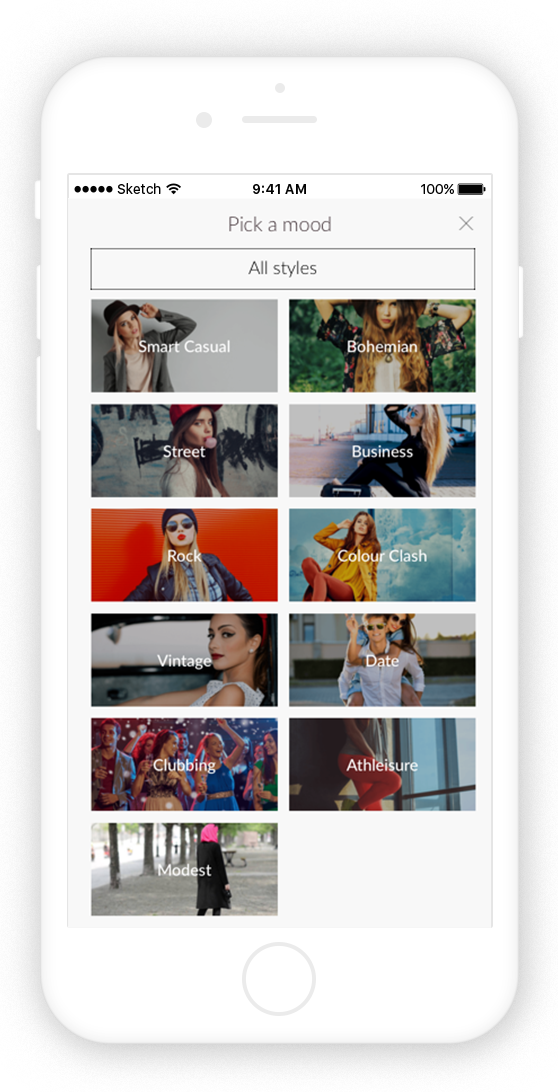 Sketch 9:41 AM 100%
Pick a mood
All styles
Smart Casual
Bohemian
Street
Business
Rock
Colour Clash
Vintage
Date
Clubbing
Athleisure
Modest